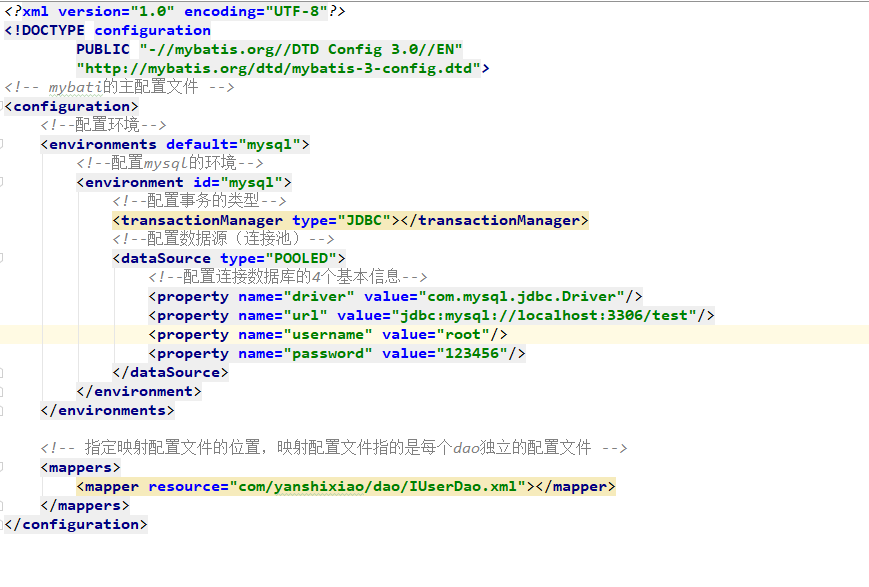 <?xml version="1.0" encoding="UTF-8"?>
<!DOCTYPE configuration
PUBLIC "-//mybatis.org//DTD Config 3.0//EN"
"http://mybatis.org/dtd/mybatis-3-config.dtd">
<!-- mybati的主配置文件 -->
<configuration>
<!--配置环境-->
<environments default="mysql">
<!--配置mysql的环境-->
<environment id="mysql">
<!--配置事务的类型-->
<transactionManager type="JDBC"></transactionManager>
<!--配置数据源（连接池）-->
<dataSource type="POOLED">
<!--配置连接数据库的4个基本信息-->
<property name="driver" value="com.mysql.jdbc.Driver"/>
<property name="url" value="jdbc:mysql://localhost:3306/test"/>
<property name="username" value="root"/>
<property name="password" value="123456"/>
</dataSource>
</environment>
</environments>
<!-- 指定映射配置文件的位置，映射配置文件指的是每个dao独立的配置文件 -->
<mappers>
<mapper resource="com/yanshixiao/dao/IUserDao.xml"></mapper>
</mappers>
</configuration>